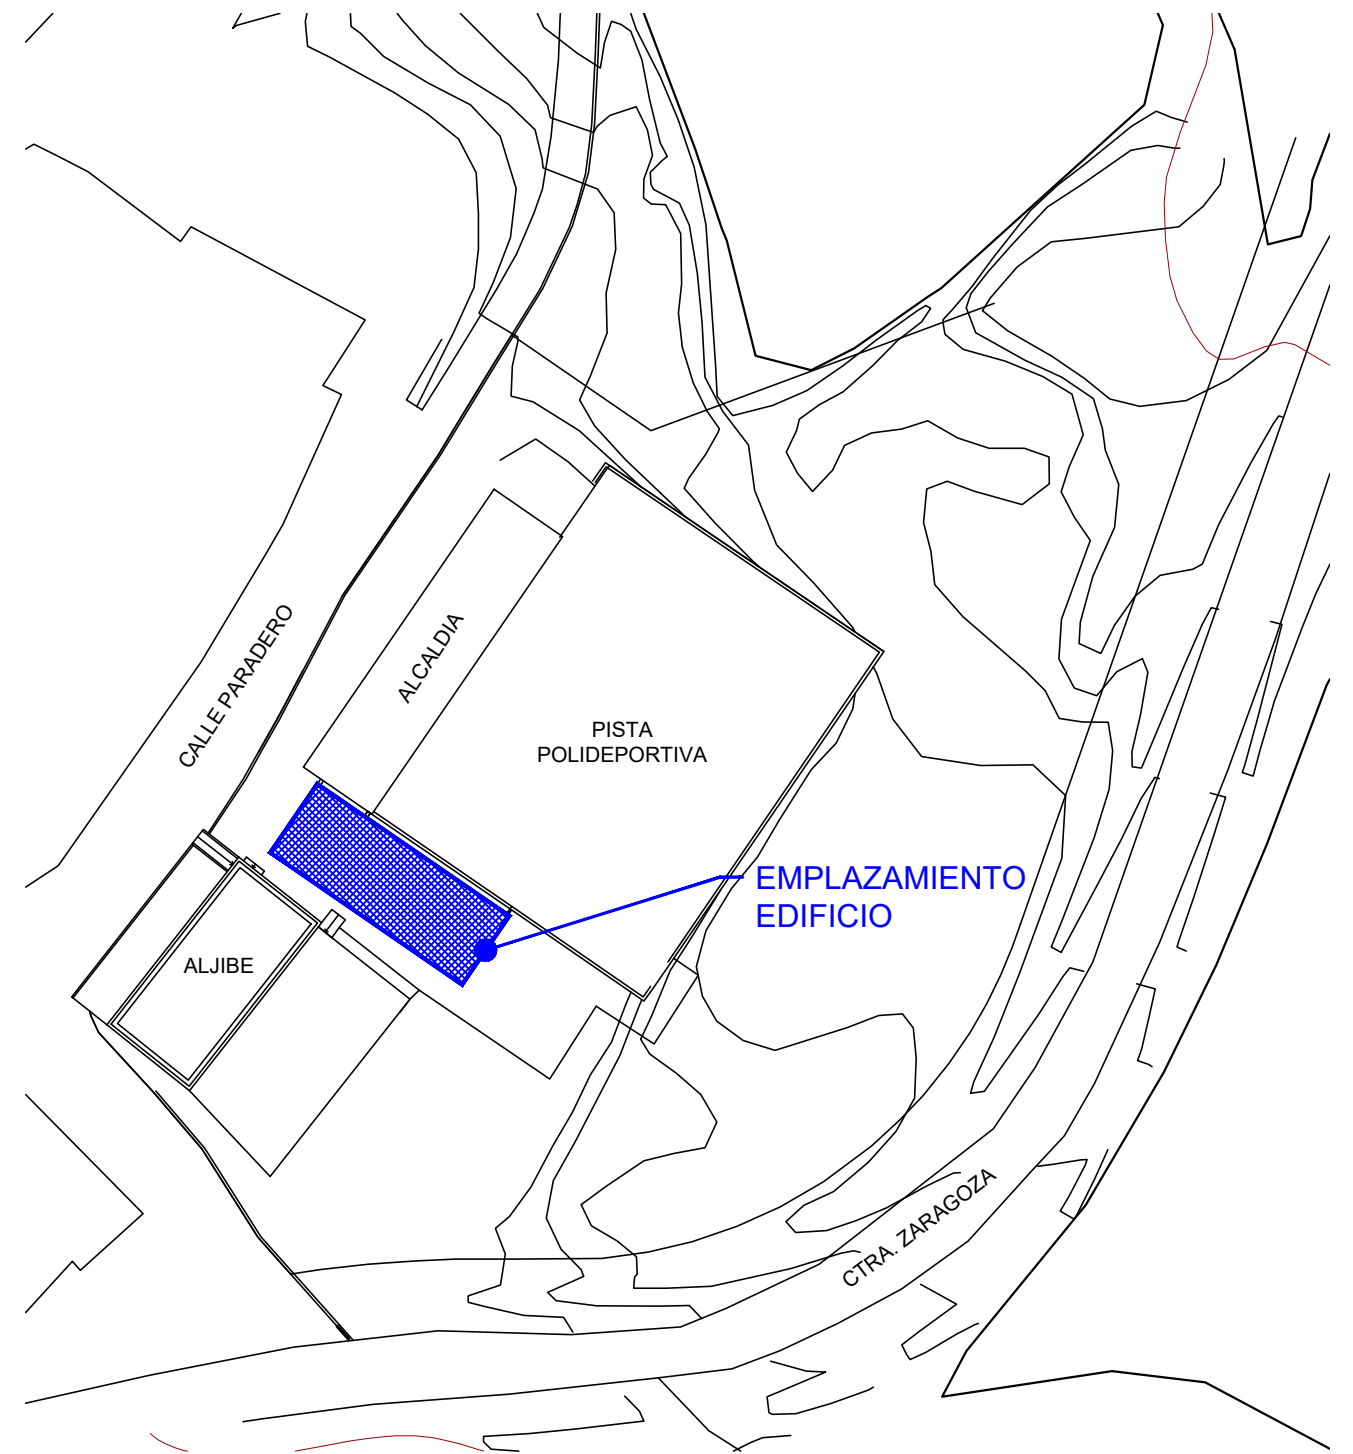 CALLE PARADERO
ALCALDIA
PISTA
POLIDEPORTIVA
EMPLAZAMIENTO
EDIFICIO
ALJIBE
CTRA. ZARAGOZA